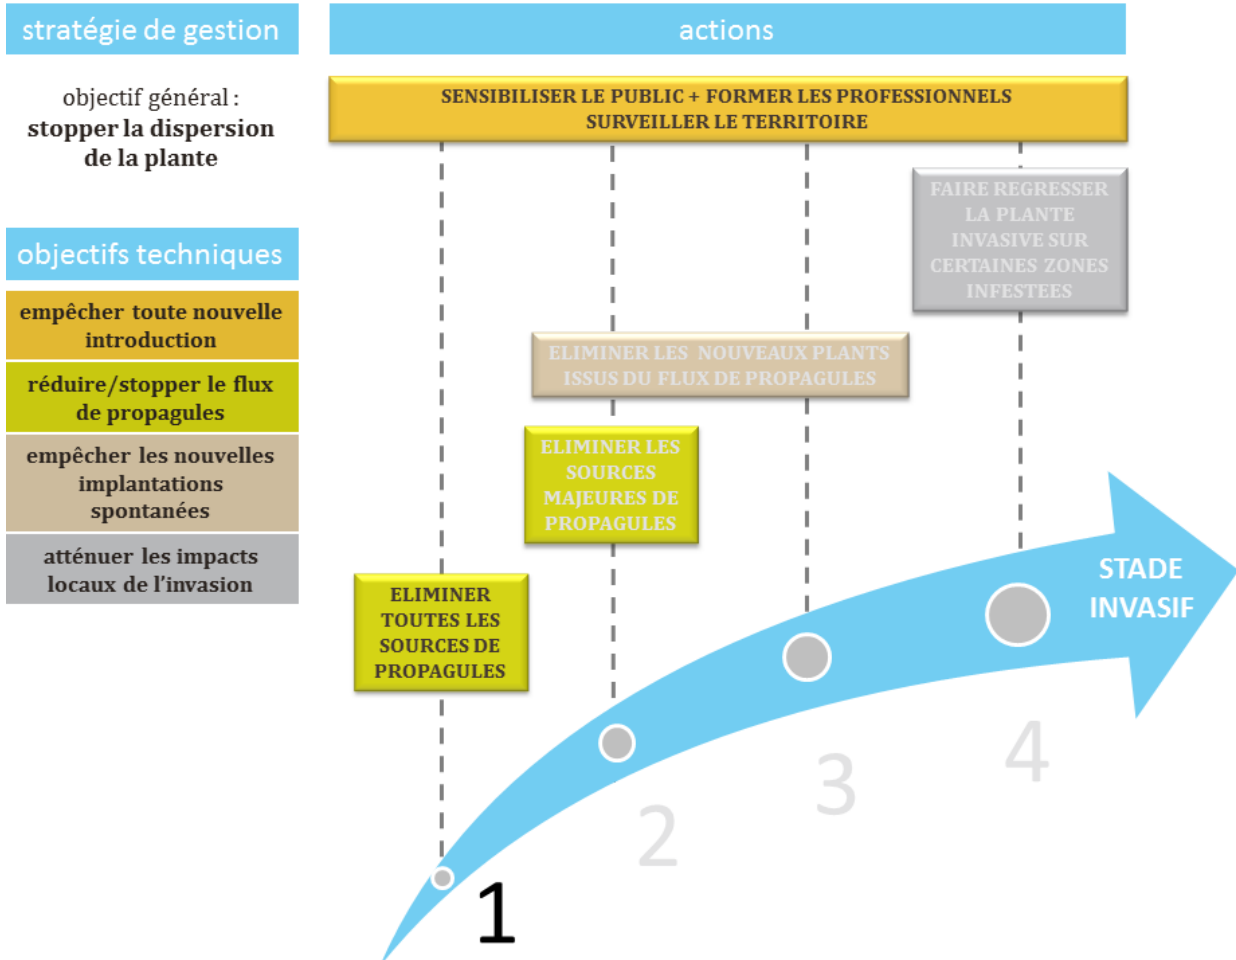 stratégie de gestion
objectif général :
stopper la dispersion
de la plante
objectifs techniques
empêcher toute nouvelle
introduction
réduire/stopper le flux
de propagules
empêcher les nouvelles
implantations
spontanées
atténuer les impacts
locaux de l'invasion
actions
SENSIBILISER LE PUBLIC + FORMER LES PROFESSIONNELS
SURVEILLER LE TERRITOIRE
FAIRE REGRESSER
LA PLANTE
INVASIVE SUR
CERTAINES ZONES
INFESTEES
ELIMINER LES NOUVEAUX PLANTS
ISSUS DU FLUX DE PROPAGULES
ELIMINER LES
SOURCES
MAJEURES DE
PROPAGULES
ELIMINER
TOUTES LES
SOURCES DE
PROPAGULES
STADE
INVASIF
1
2
3
4